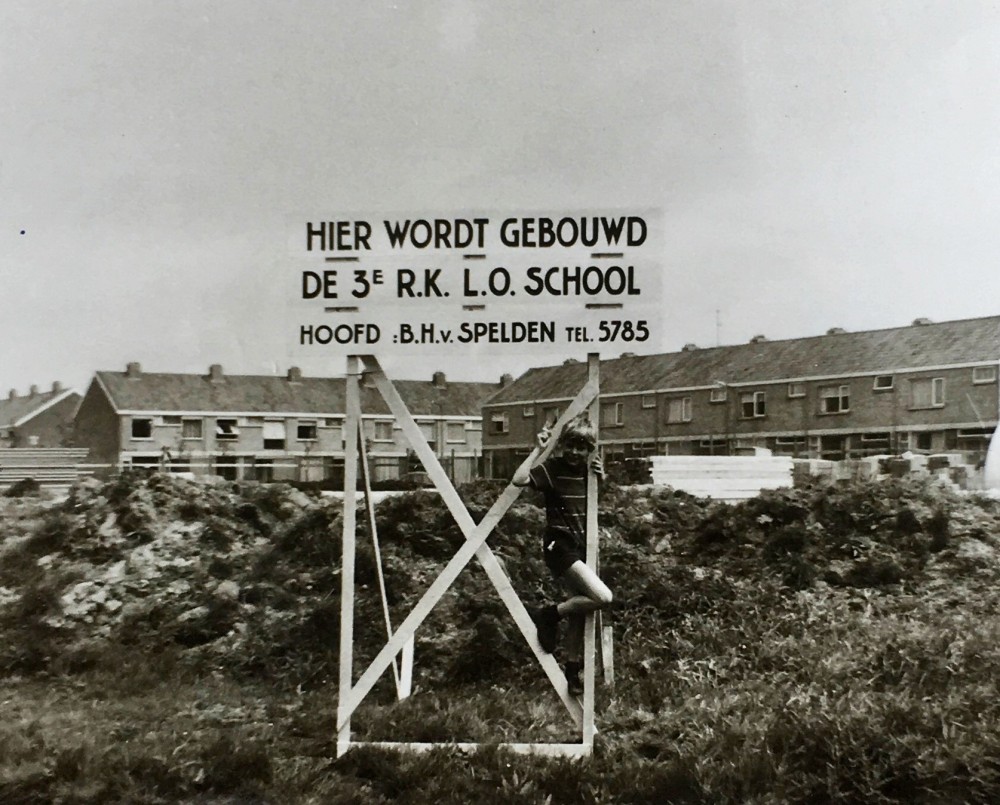 HIER WORDT GEBOUWD
DE 3E R.K. L.O. SCHOOL
HOOFD :B.H.v. SPELDEN TEL. 5785